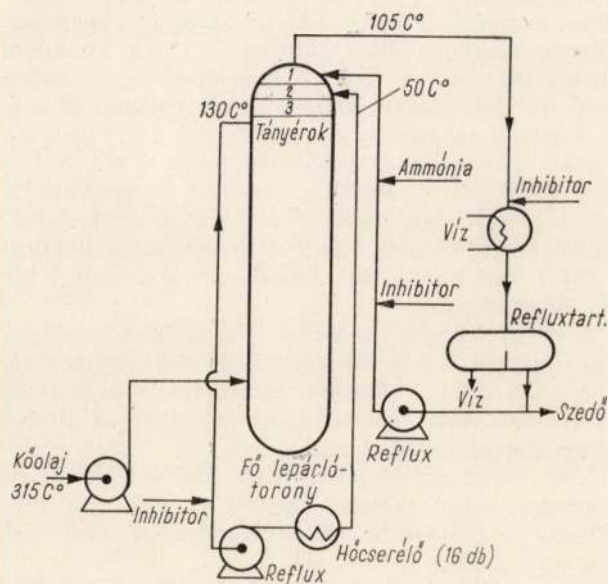 105 C°
50 C°
130 C°
1
2
3
Tányérok
Ammónia
Inhibitor
Víz
Inhibitor
Refluxtart.
Víz
Szedő
Reflux
Kőolaj
315 C°
Fő lepárló-
torony
Inhibitor
Hőcserélő (16 db)
Reflux